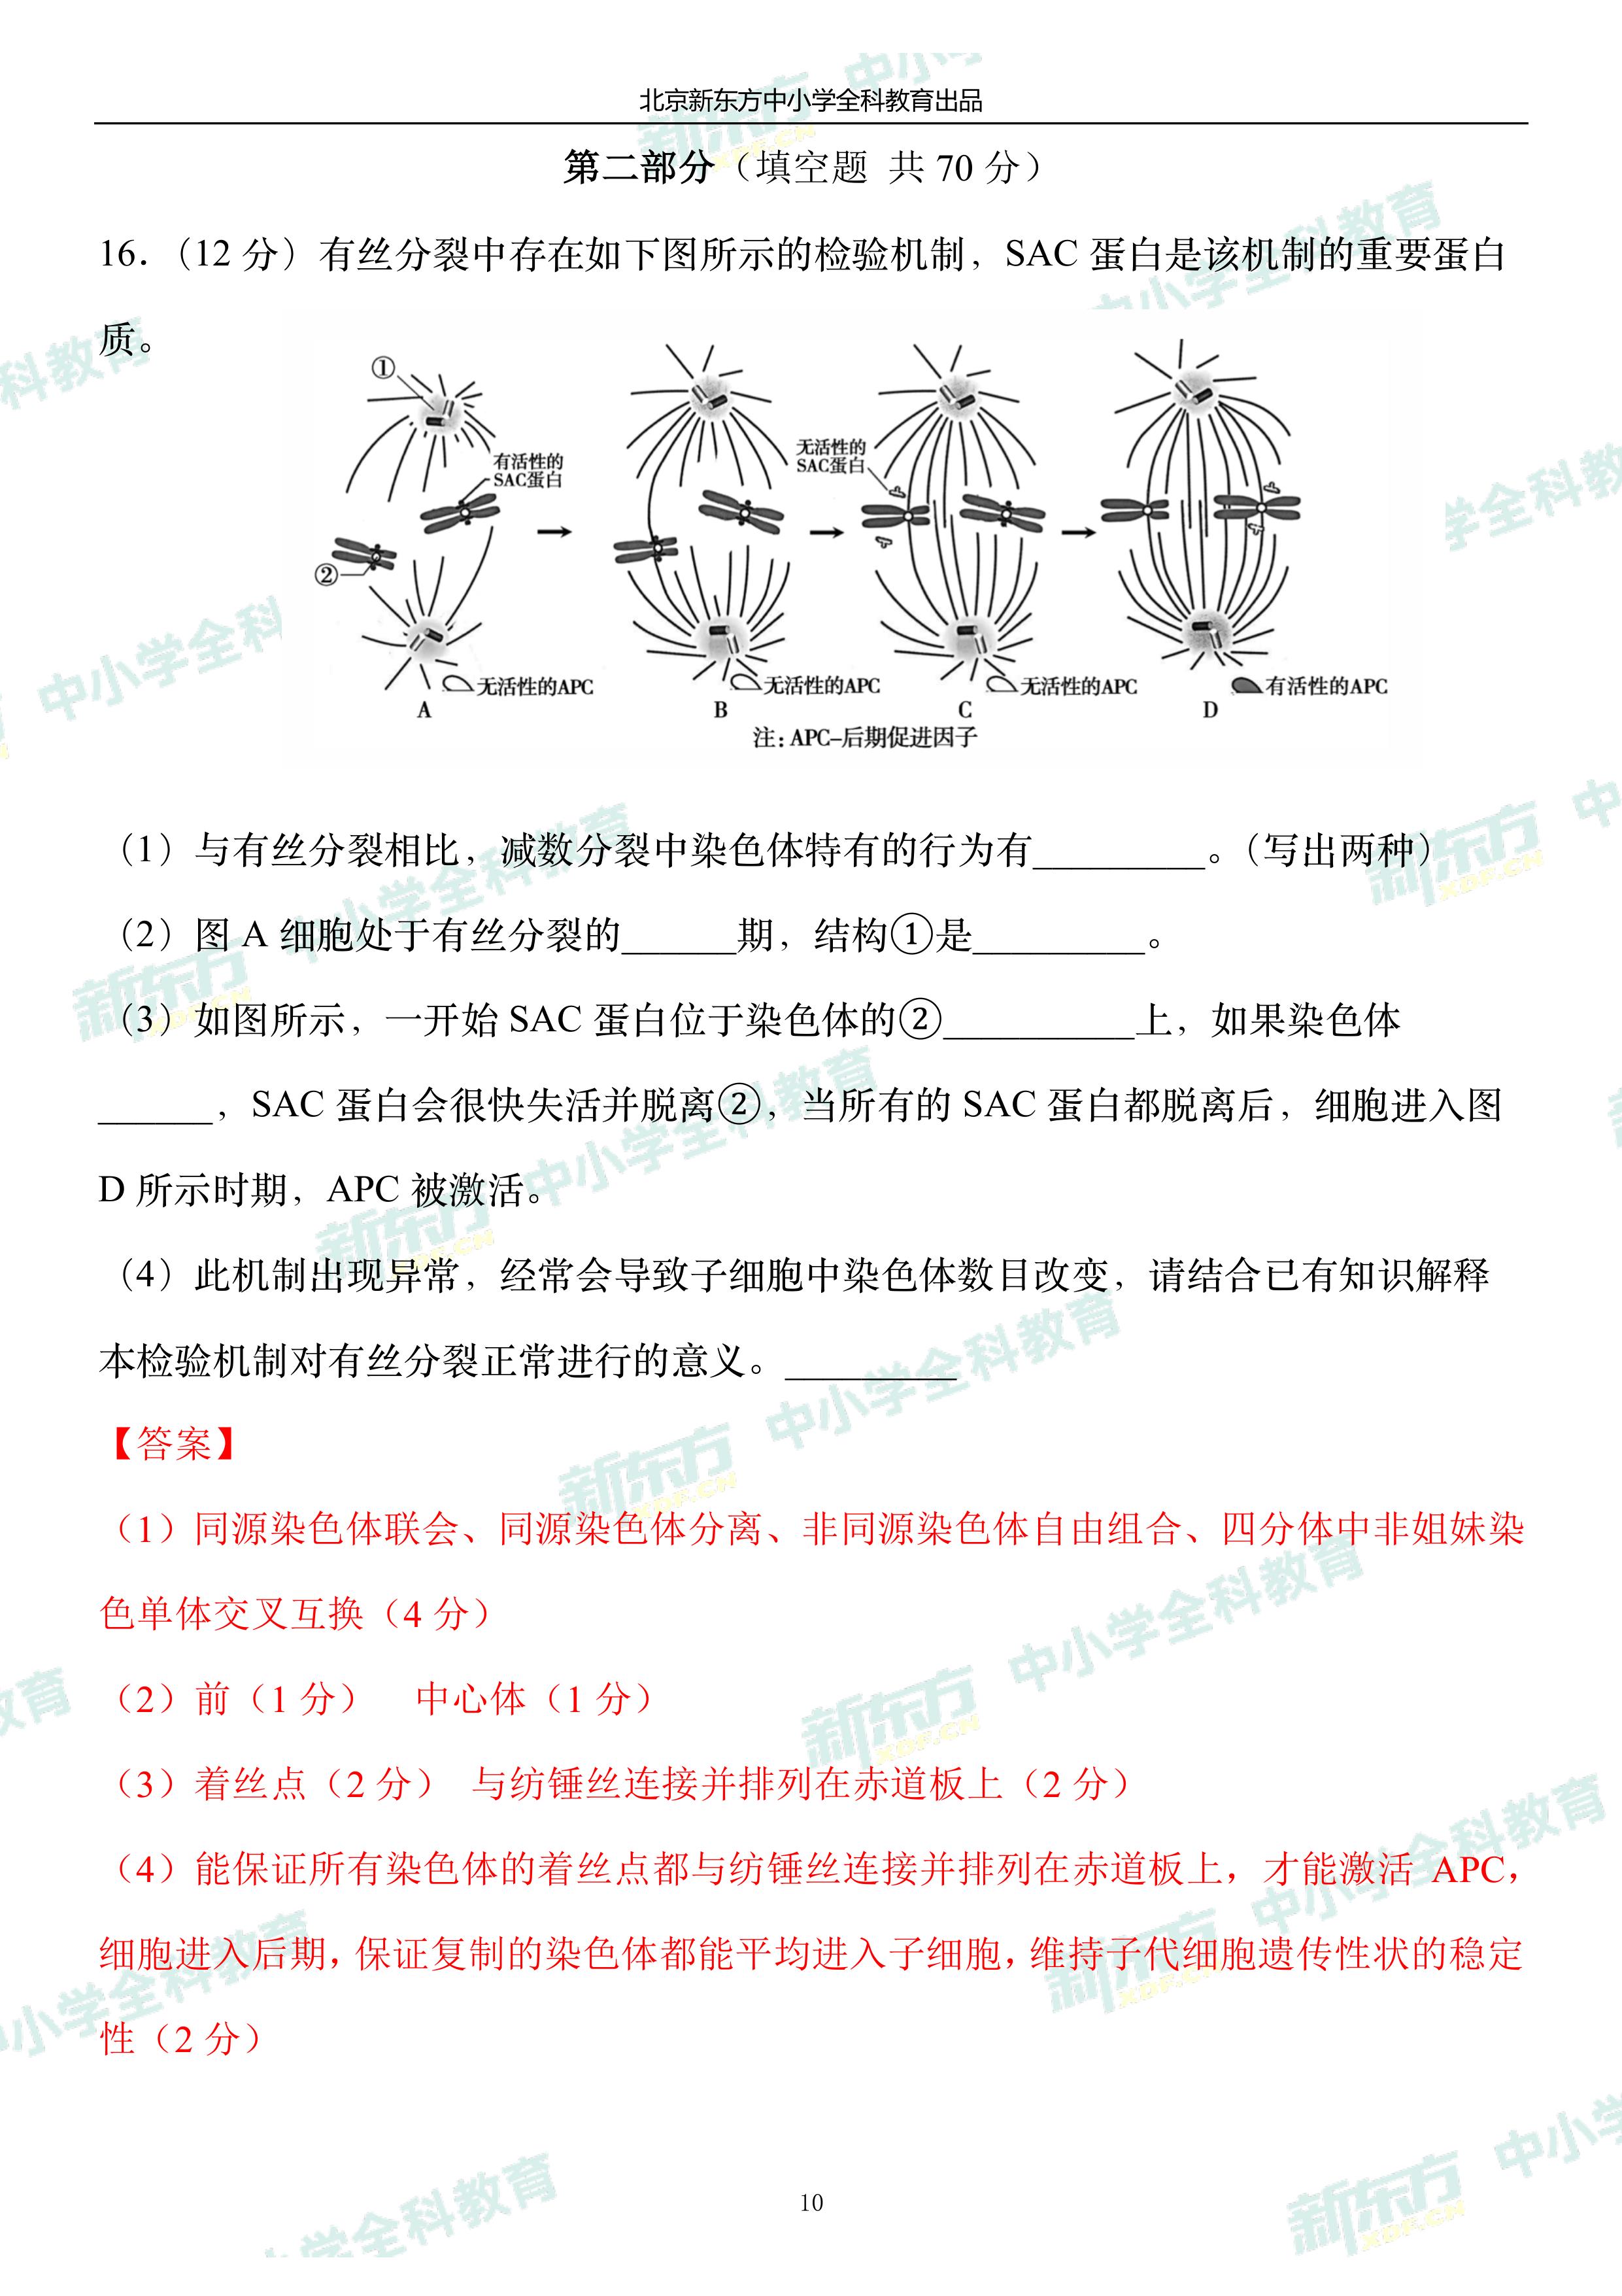 北京新东方中小学全科教育出品
第二部分（填空题 共 70 分）
16．（12 分）有丝分裂中存在如下图所示的检验机制，SAC 蛋白是该机制的重要蛋白
质。
①
有活性的
SAC蛋白
②
无活性的APC
A
无活性的APC
B
无活性的
SAC蛋白
无活性的APC
C
有活性的APC
D
注：APC-后期促进因子
（1）与有丝分裂相比，减数分裂中染色体特有的行为有_________。（写出两种）
（2）图 A 细胞处于有丝分裂的______期，结构①是_________。
（3）如图所示，一开始 SAC 蛋白位于染色体的②__________上，如果染色体
______，SAC 蛋白会很快失活并脱离②，当所有的 SAC 蛋白都脱离后，细胞进入图
D 所示时期，APC 被激活。
（4）此机制出现异常，经常会导致子细胞中染色体数目改变，请结合已有知识解释
本检验机制对有丝分裂正常进行的意义。_________
【答案】
（1）同源染色体联会、同源染色体分离、非同源染色体自由组合、四分体中非姐妹染
色单体交叉互换（4 分）
（2）前（1 分） 中心体（1 分）
（3）着丝点（2 分） 与纺锤丝连接并排列在赤道板上（2 分）
（4）能保证所有染色体的着丝点都与纺锤丝连接并排列在赤道板上，才能激活 APC，
细胞进入后期，保证复制的染色体都能平均进入子细胞，维持子代细胞遗传性状的稳定
性（2 分）
10
新东方 XDF.CN 中小学全科教育